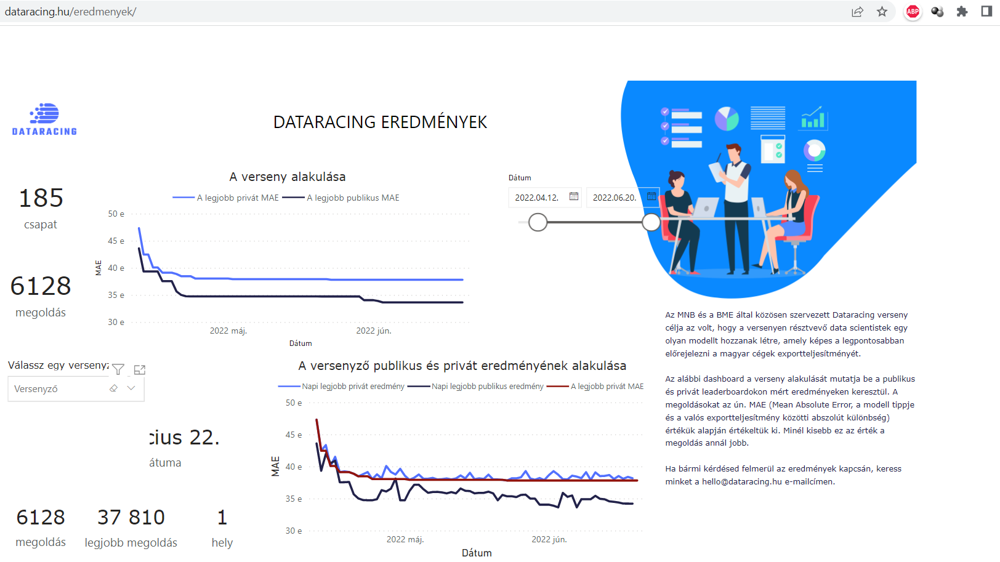 dataracing.hu/eredmenyek/
ABP
DATARACING
DATARACING EREDMÉNYEK
185
csapat
6128
megoldás
A verseny alakulása
A legjobb privát MAE A legjobb publikus MAE
50 e
45 e
40 e
35 e
30 e
MAE
2022 máj. 2022 jún.
Dátum
Dátum
2022.04.12. 2022.06.20.
Az MNB és a BME által közösen szervezett Dataracing verseny
célja az volt, hogy a versenyen résztvevő data scientistek egy
olyan modellt hozzanak létre, amely képes a legpontosabban
előrejelezni a magyar cégek exportteljesítményét.
Az alábbi dashboard a verseny alakulását mutatja be a publikus
és privát leaderboardokon mért eredményeken keresztül. A
megoldásokat az ún. MAE (Mean Absolute Error, a modell tippje
és a valós exportteljesítmény közötti abszolút különbség)
értékük alapján értékeltük ki. Minél kisebb ez az érték a
megoldás annál jobb.
Ha bármi kérdésed felmerül az eredmények kapcsán, keress
minket a hello@dataracing.hu e-mailcímen.
Válassz egy versenyz
Versenyző
cius 22.
átuma
6128
megoldás
37 810
legjobb megoldás
1
hely
A versenyző publikus és privát eredményének alakulása
Napi legjobb privát eredmény Napi legjobb publikus eredmény A legjobb privát MAE
50 e
45 e
40 e
35 e
30 e
MAE
2022 máj. 2022 jún.
Dátum